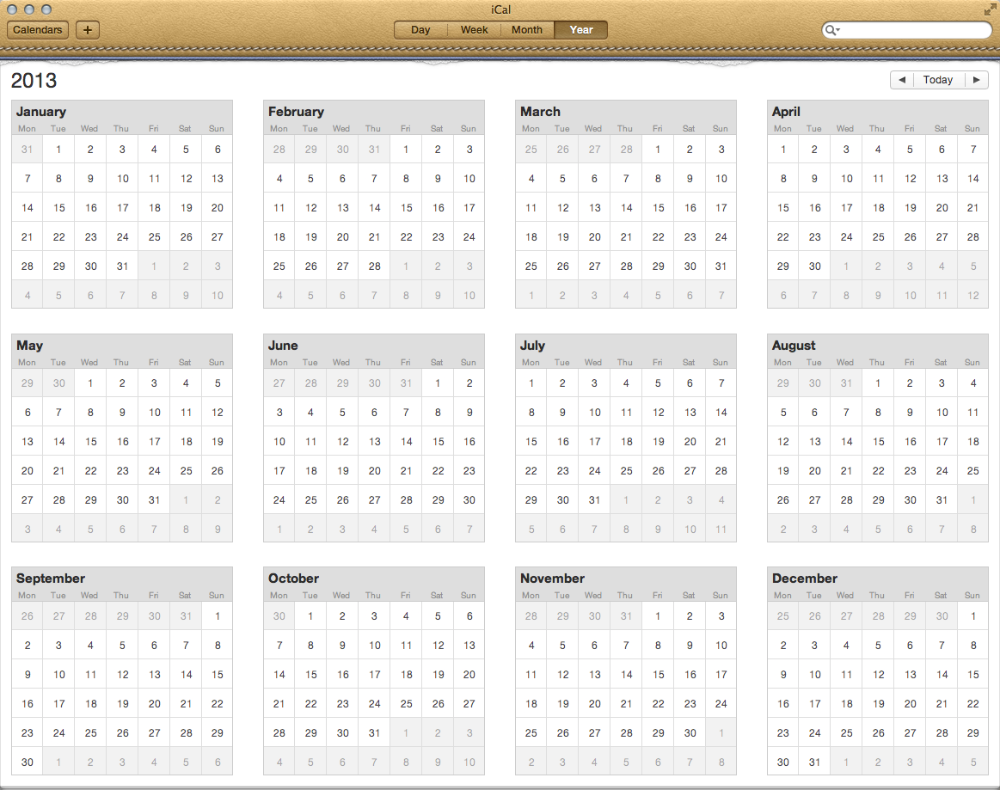 iCal
Calendars + Day Week Month Year
2013 Today
January February March April
Mon Tue Wed Thu Fri Sat Sun Mon Tue Wed Thu Fri Sat Sun Mon Tue Wed Thu Fri Sat Sun Mon Tue Wed Thu Fri Sat Sun
31 1 2 3 4 5 6 28 29 30 31 1 2 3 25 26 27 28 1 2 3 1 2 3 4 5 6 7
7 8 9 10 11 12 13 4 5 6 7 8 9 10 4 5 6 7 8 9 10 8 9 10 11 12 13 14
14 15 16 17 18 19 20 11 12 13 14 15 16 17 11 12 13 14 15 16 17 15 16 17 18 19 20 21
21 22 23 24 25 26 27 18 19 20 21 22 23 24 18 19 20 21 22 23 24 22 23 24 25 26 27 28
28 29 30 31 1 2 3 25 26 27 28 1 2 3 25 26 27 28 29 30 31 29 30 1 2 3 4 5
4 5 6 7 8 9 10 4 5 6 7 8 9 10 1 2 3 4 5 6 7 6 7 8 9 10 11 12
May June July August
Mon Tue Wed Thu Fri Sat Sun Mon Tue Wed Thu Fri Sat Sun Mon Tue Wed Thu Fri Sat Sun Mon Tue Wed Thu Fri Sat Sun
29 30 1 2 3 4 5 27 28 29 30 31 1 2 1 2 3 4 5 6 7 29 30 31 1 2 3 4
6 7 8 9 10 11 12 3 4 5 6 7 8 9 8 9 10 11 12 13 14 5 6 7 8 9 10 11
13 14 15 16 17 18 19 10 11 12 13 14 15 16 15 16 17 18 19 20 21 12 13 14 15 16 17 18
20 21 22 23 24 25 26 17 18 19 20 21 22 23 22 23 24 25 26 27 28 19 20 21 22 23 24 25
27 28 29 30 31 1 2 24 25 26 27 28 29 30 29 30 31 1 2 3 4 26 27 28 29 30 31 1
3 4 5 6 7 8 9 1 2 3 4 5 6 7 5 6 7 8 9 10 11 2 3 4 5 6 7 8
September October November December
Mon Tue Wed Thu Fri Sat Sun Mon Tue Wed Thu Fri Sat Sun Mon Tue Wed Thu Fri Sat Sun Mon Tue Wed Thu Fri Sat Sun
26 27 28 29 30 31 1 30 1 2 3 4 5 6 28 29 30 31 1 2 3 25 26 27 28 29 30 1
2 3 4 5 6 7 8 7 8 9 10 11 12 13 4 5 6 7 8 9 10 2 3 4 5 6 7 8
9 10 11 12 13 14 15 14 15 16 17 18 19 20 11 12 13 14 15 16 17 9 10 11 12 13 14 15
16 17 18 19 20 21 22 21 22 23 24 25 26 27 18 19 20 21 22 23 24 16 17 18 19 20 21 22
23 24 25 26 27 28 29 28 29 30 31 1 2 3 25 26 27 28 29 30 1 23 24 25 26 27 28 29
30 1 2 3 4 5 6 4 5 6 7 8 9 10 2 3 4 5 6 7 8 30 31 1 2 3 4 5